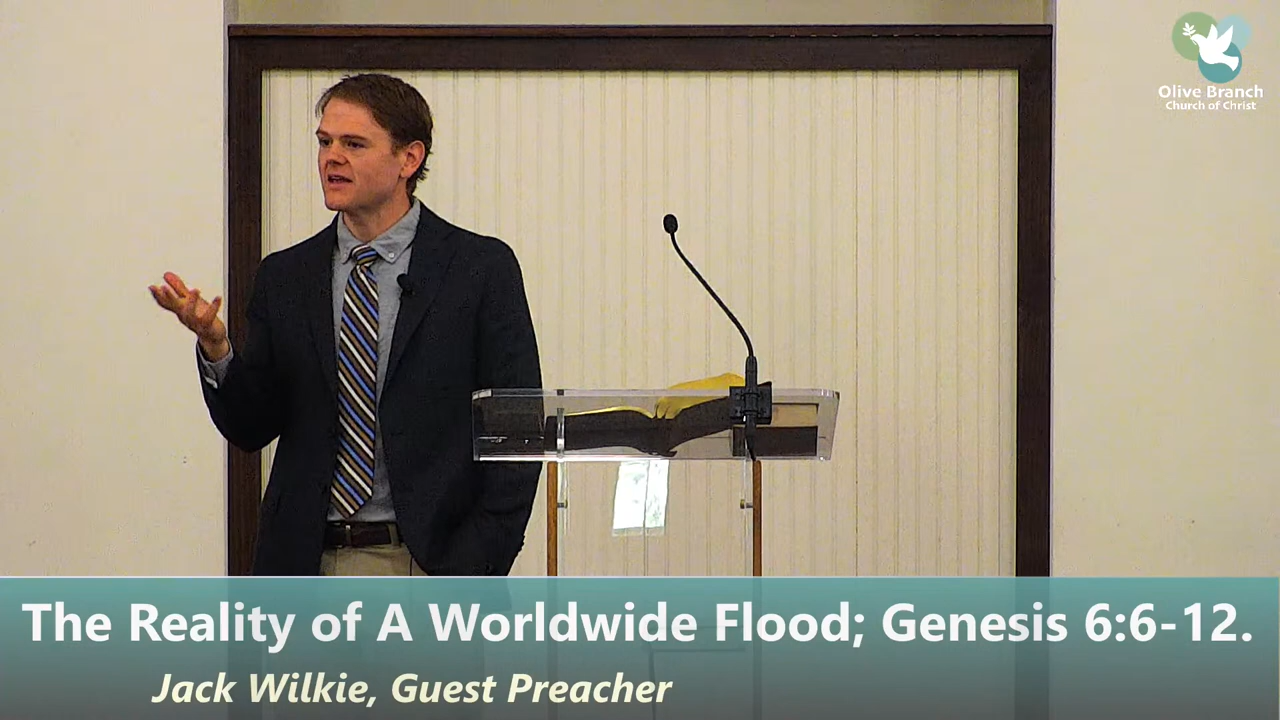 Olive Branch
Church of Christ
The Reality of A Worldwide Flood; Genesis 6:6-12.
Jack Wilkie, Guest Preacher